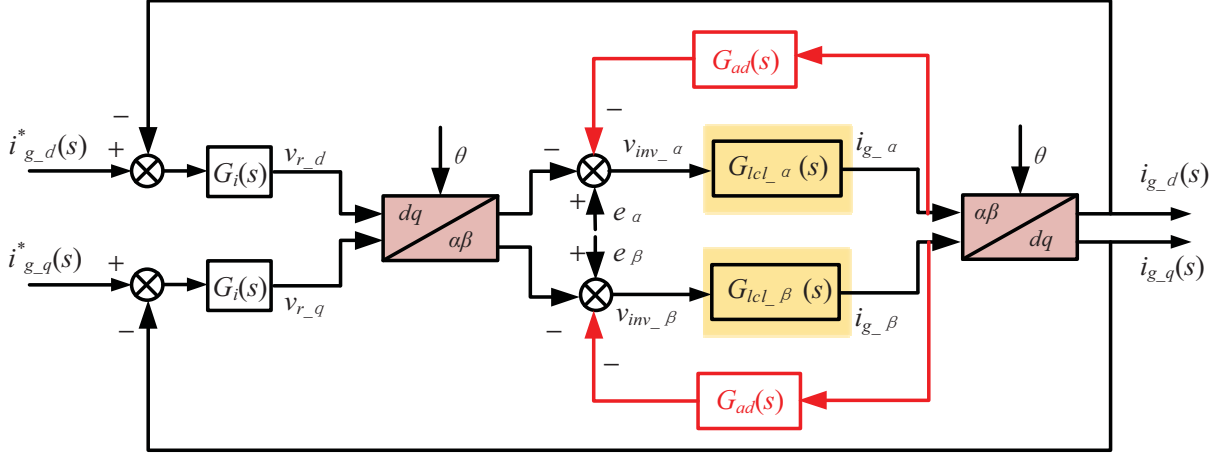 G_ad(s)
−
−
i*_g_d(s)
+
G_i(s)
v_r_d
θ
−
+
e_α
v_inv_α
G_lcl_α(s)
i_g_α
θ
i_g_d(s)
dq
αβ
αβ
dq
i*_g_q(s)
+
−
G_i(s)
v_r_q
+
e_β
−
−
v_inv_β
G_lcl_β(s)
i_g_β
i_g_q(s)
G_ad(s)